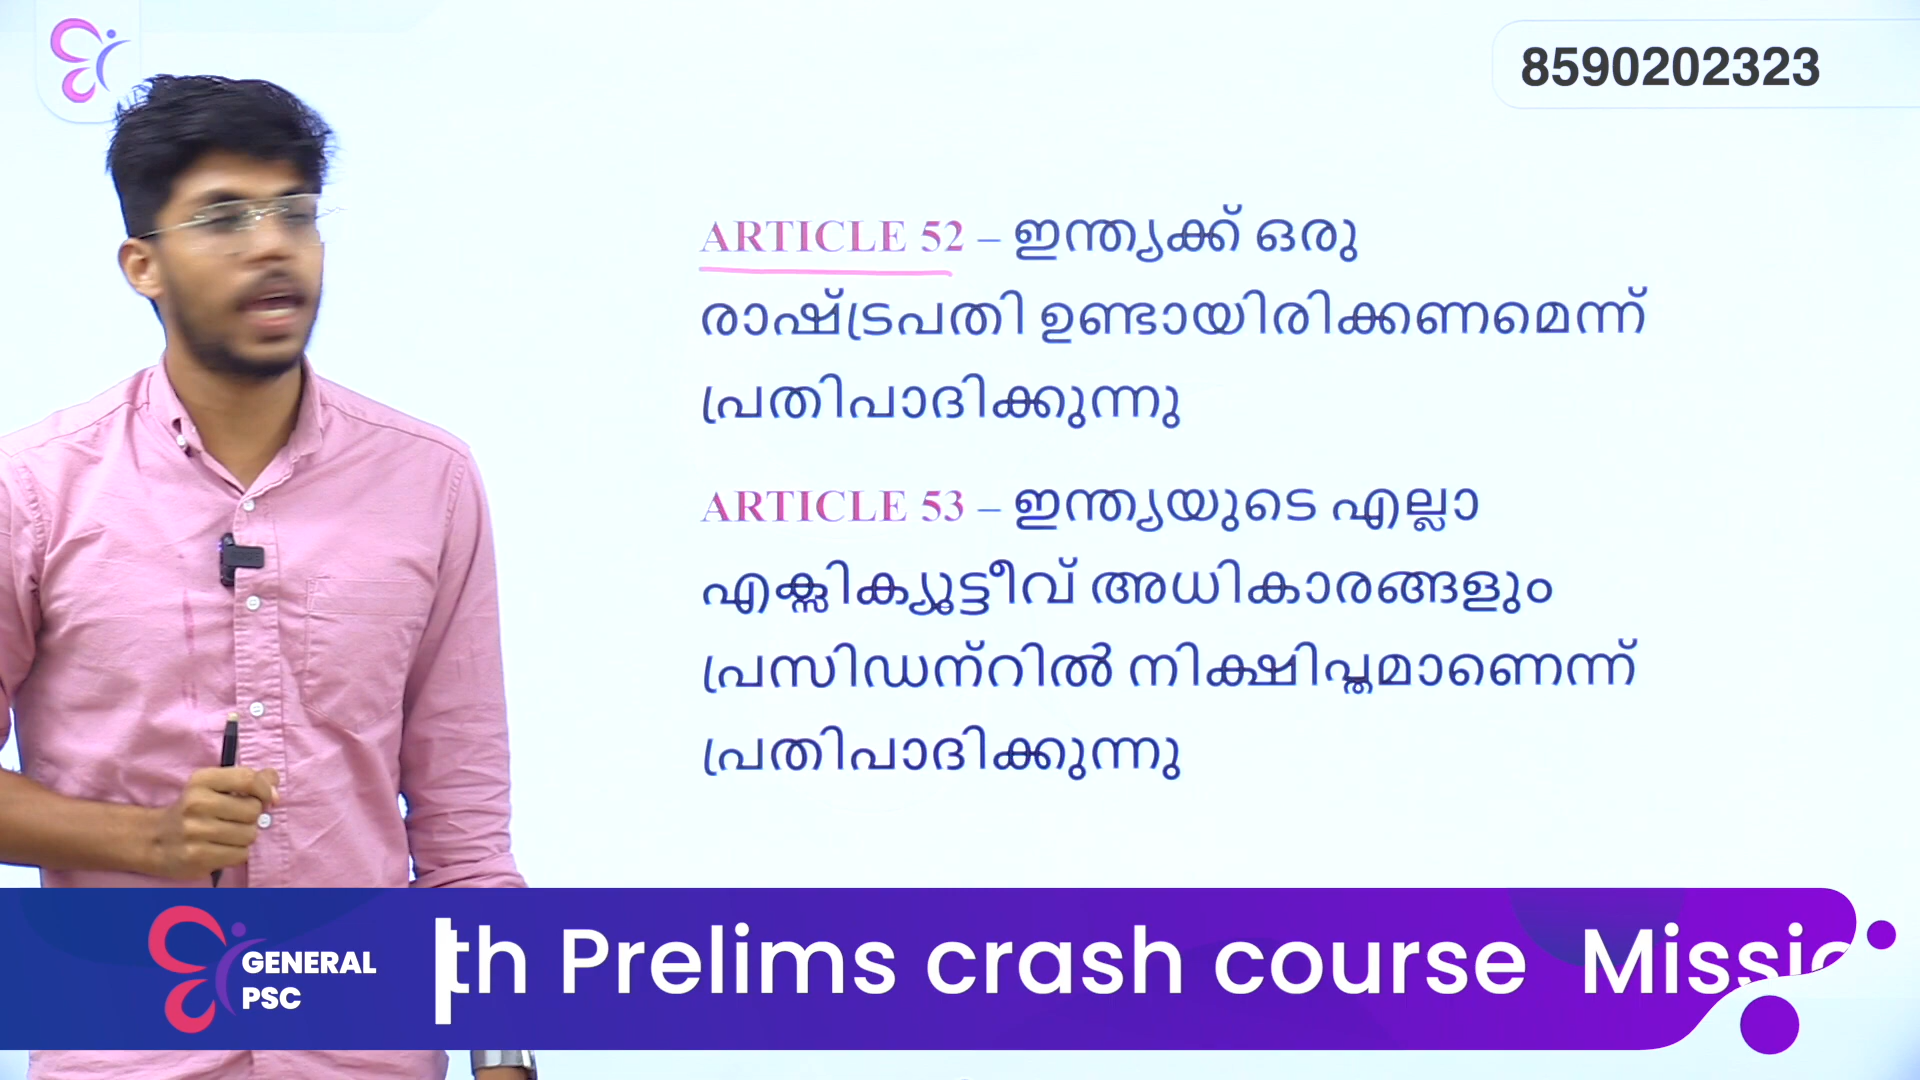 8590202323
ARTICLE 52 – ഇന്ത്യക്ക് ഒരു
രാഷ്ട്രപതി ഉണ്ടായിരിക്കണമെന്ന്
പ്രതിപാദിക്കുന്നു
ARTICLE 53 – ഇന്ത്യയുടെ എല്ലാ
എക്സിക്യൂട്ടീവ് അധികാരങ്ങളും
പ്രസിഡന്റിൽ നിക്ഷിപ്തമാണെന്ന്
പ്രതിപാദിക്കുന്നു
GENERAL
PSC
th Prelims crash course Missio